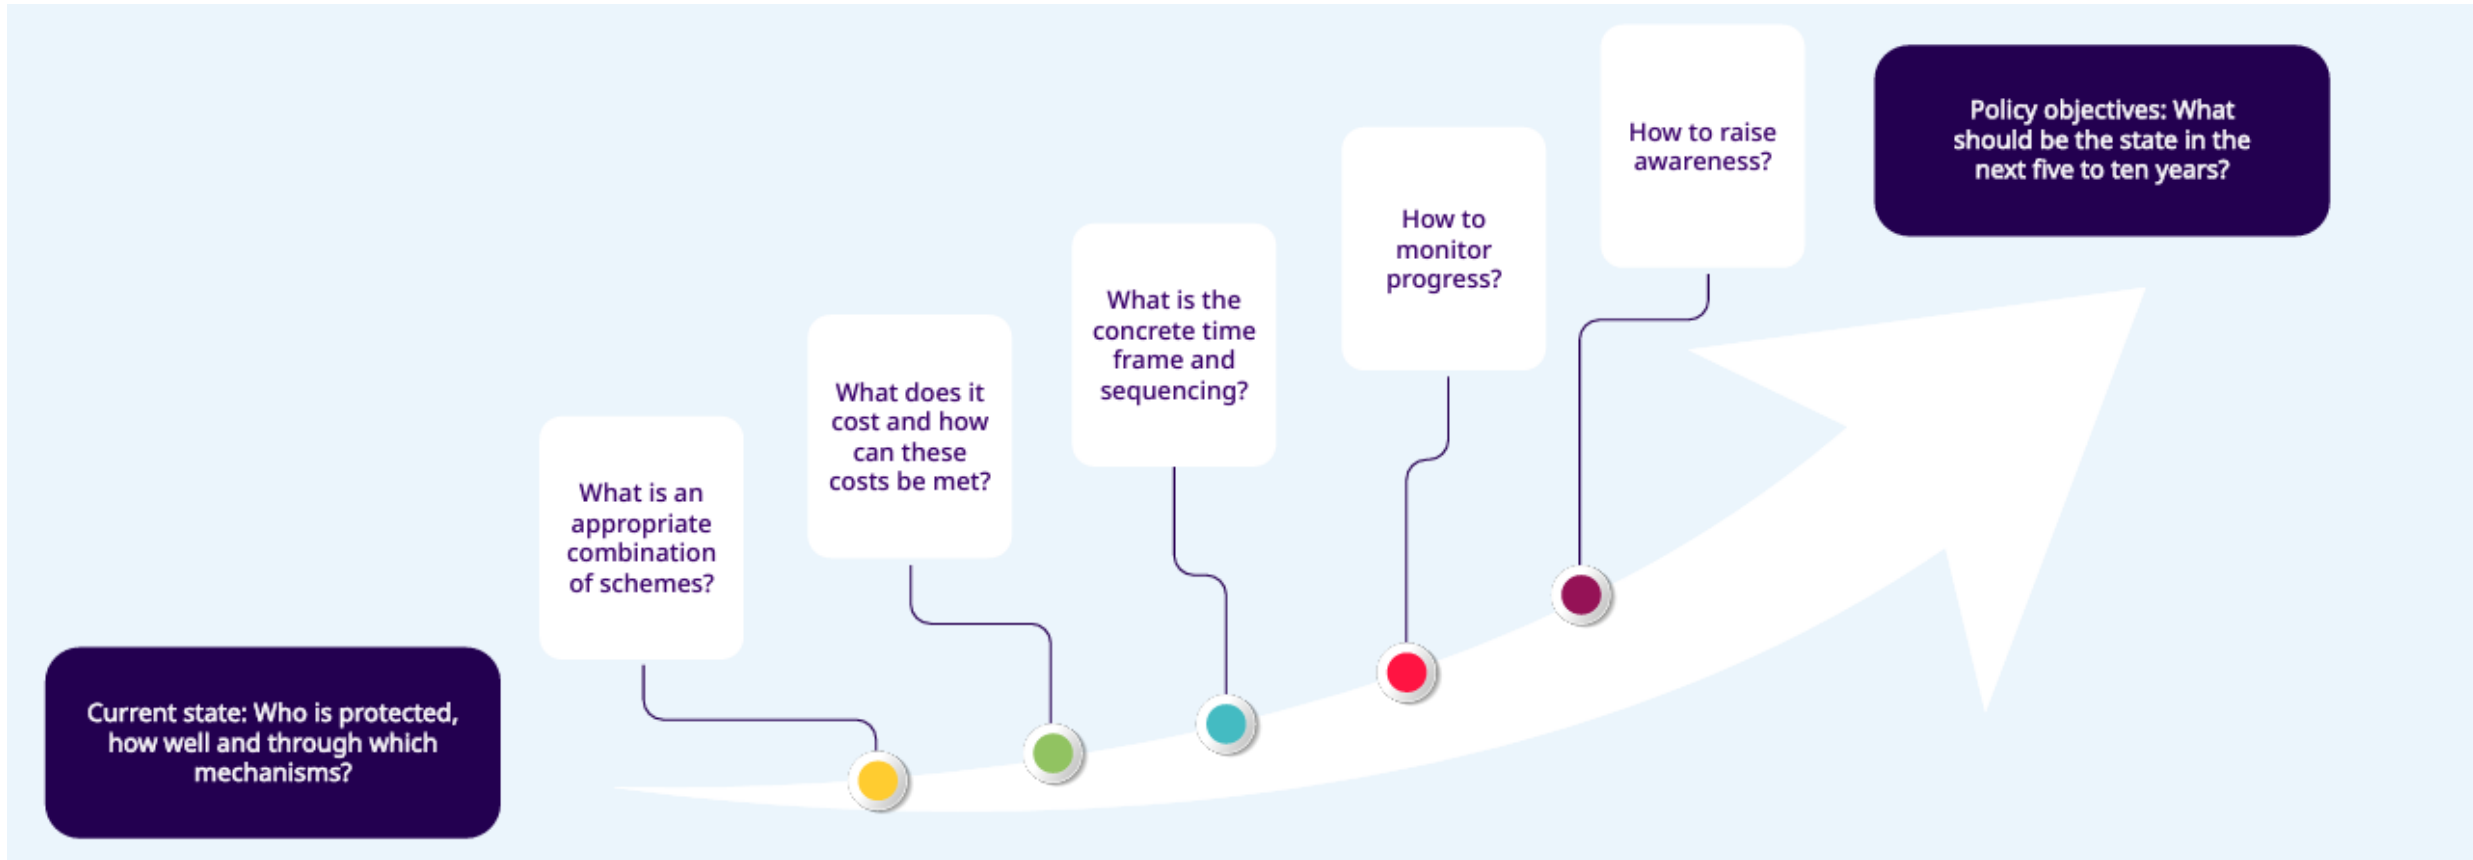 Current state: Who is protected,
how well and through which
mechanisms?
What is an
appropriate
combination
of schemes?
What does it
cost and how
can these
costs be met?
What is the
concrete time
frame and
sequencing?
How to
monitor
progress?
How to raise
awareness?
Policy objectives: What
should be the state in the
next five to ten years?